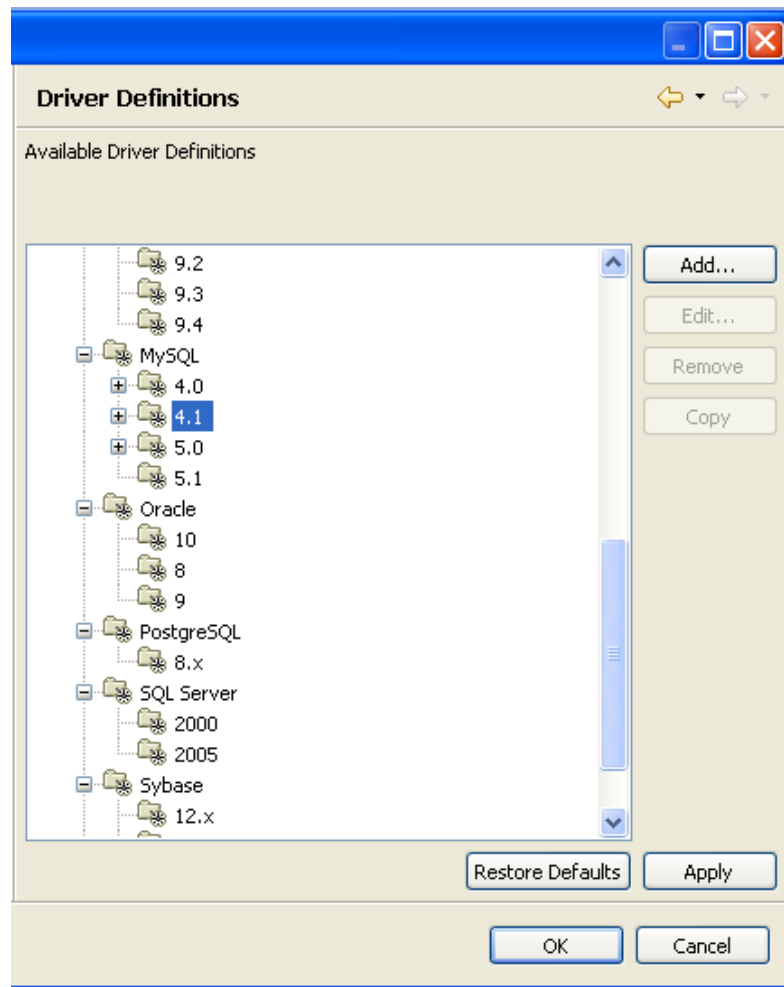 Driver Definitions
Available Driver Definitions
9.2
9.3
9.4
MySQL
4.0
4.1
5.0
5.1
Oracle
10
8
9
PostgreSQL
8.x
SQL Server
2000
2005
Sybase
12.x
Add...
Edit...
Remove
Copy
Restore Defaults
Apply
OK
Cancel